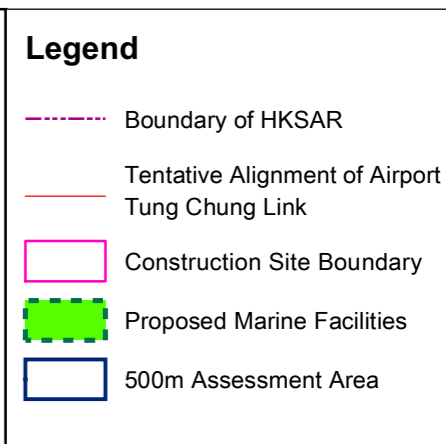 Legend
Boundary of HKSAR
Tentative Alignment of Airport
Tung Chung Link
Construction Site Boundary
Proposed Marine Facilities
500m Assessment Area